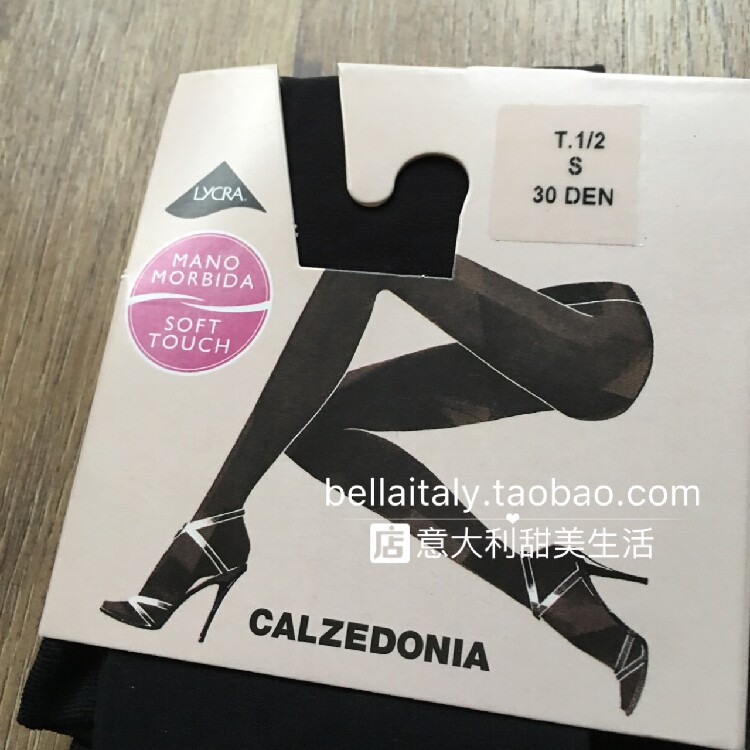 T.1/2
S
30 DEN
LYCRA
MANO
MORBIDA
SOFT
TOUCH
bellaitaly.taobao.com
店 意大利甜美生活
CALZEDONIA